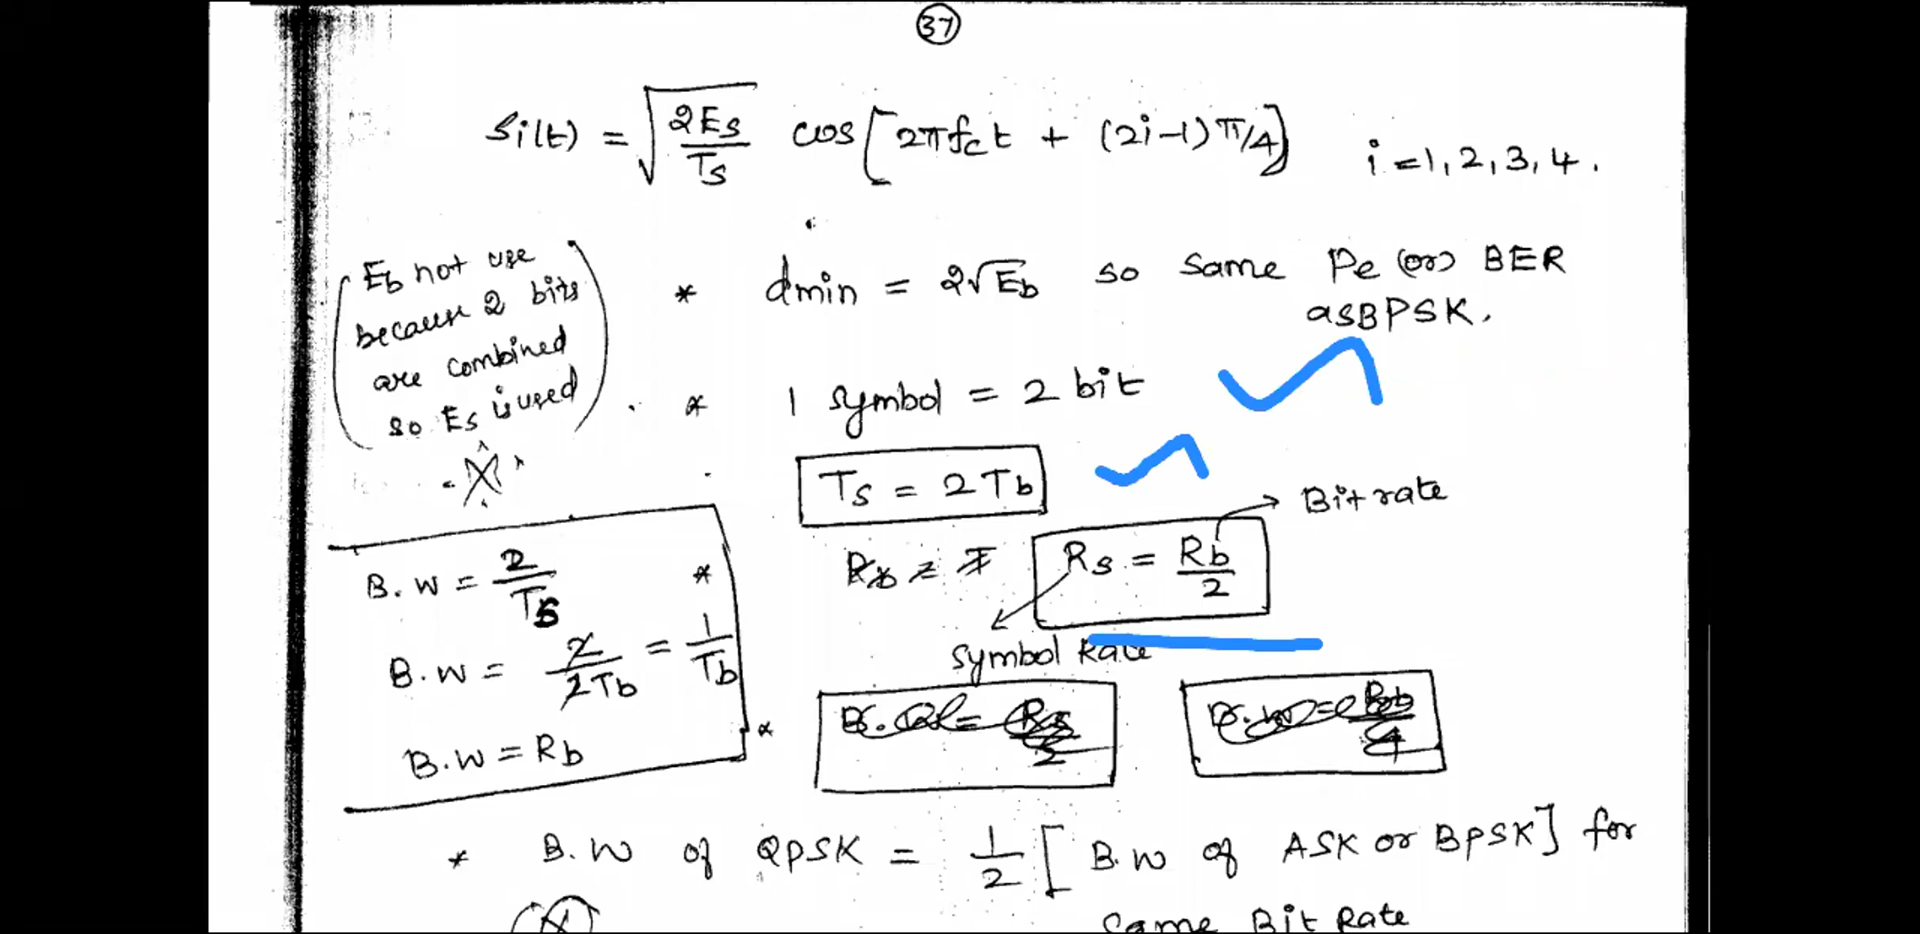 37
Si(t) = √(2Es/Ts) cos[2πfct + (2i-1)π/4] i=1, 2, 3, 4.
(Eb not use
because 2 bits
are combined
so Es is used)
* dmin = 2√Eb so same Pe (or) BER
as BPSK.
* 1 symbol = 2 bit
Ts = 2Tb
Bit rate
* Rs = Rb/2
Symbol Rate
B.W = 2/Ts
B.W = 2/2Tb = 1/Tb
B.W = Rb
*
* B.W of QPSK = 1/2 [B.W of ASK or BPSK] for
Same Bit Rate